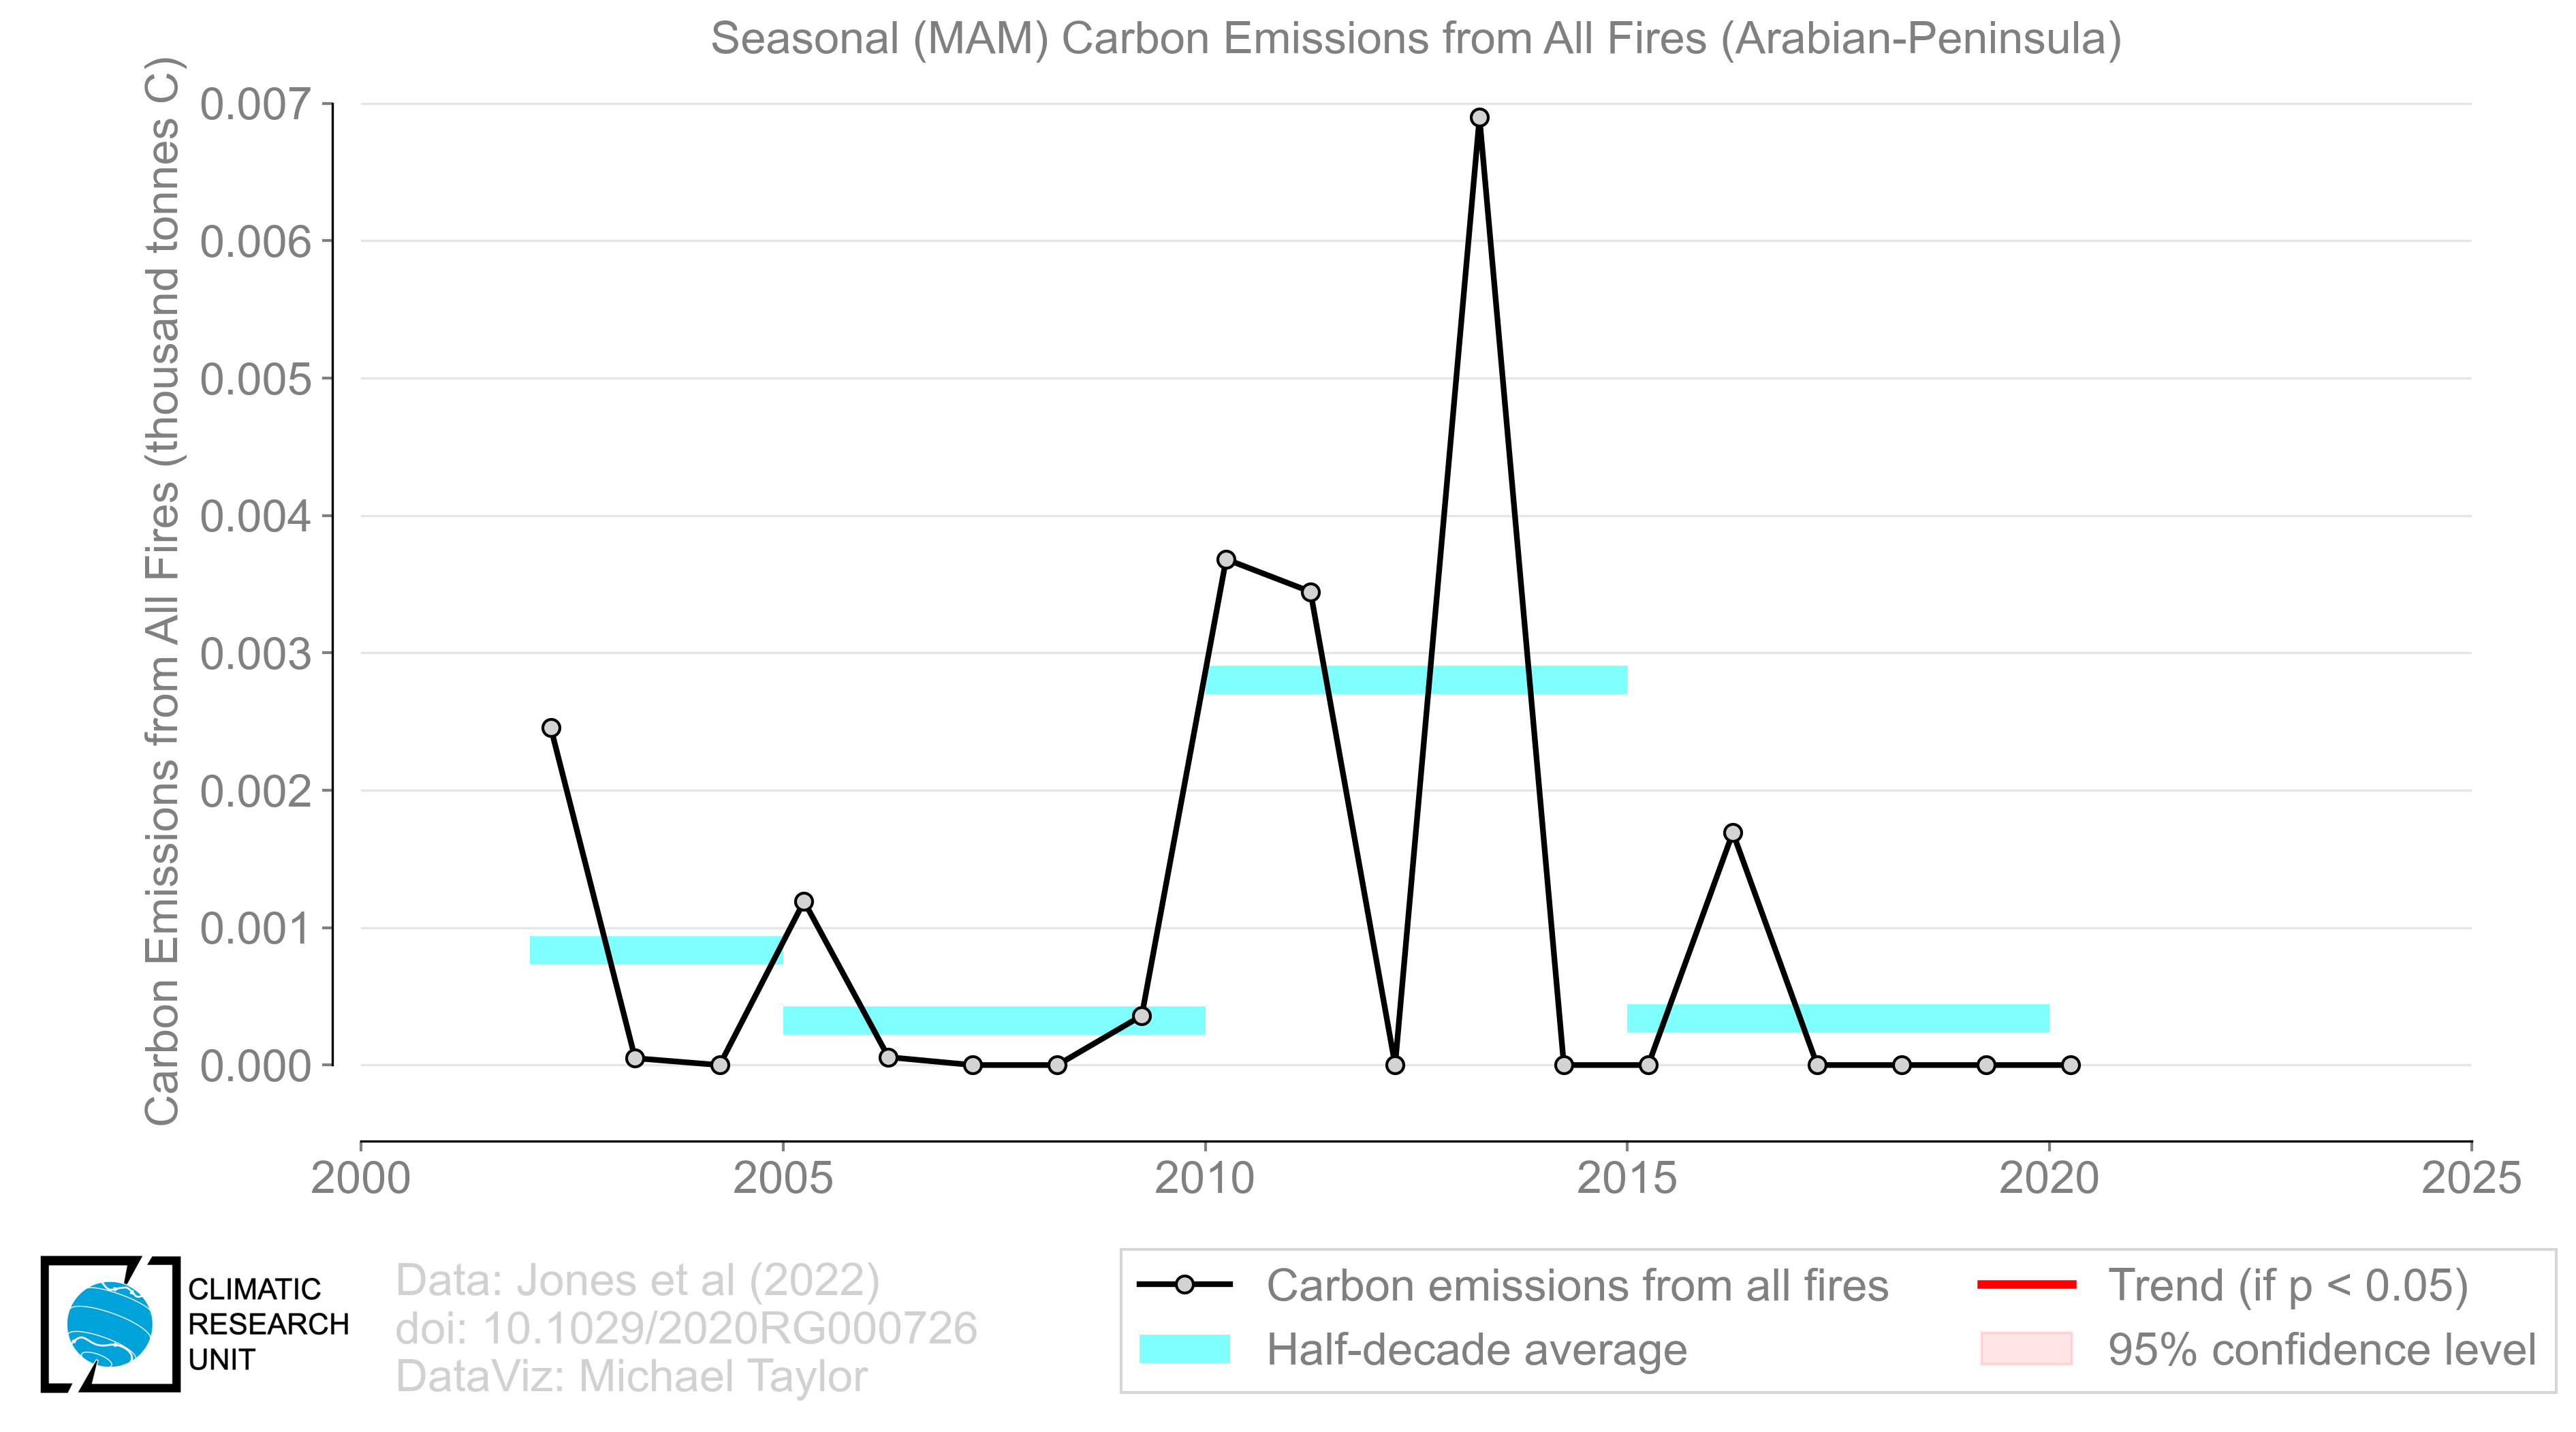 Seasonal (MAM) Carbon Emissions from All Fires (Arabian-Peninsula)
Carbon Emissions from All Fires (thousand tonnes C)
0.007
0.006
0.005
0.004
0.003
0.002
0.001
0.000
2000 2005 2010 2015 2020 2025
CLIMATIC
RESEARCH
UNIT
Data: Jones et al (2022)
doi: 10.1029/2020RG000726
DataViz: Michael Taylor
Carbon emissions from all fires
Half-decade average
Trend (if p < 0.05)
95% confidence level